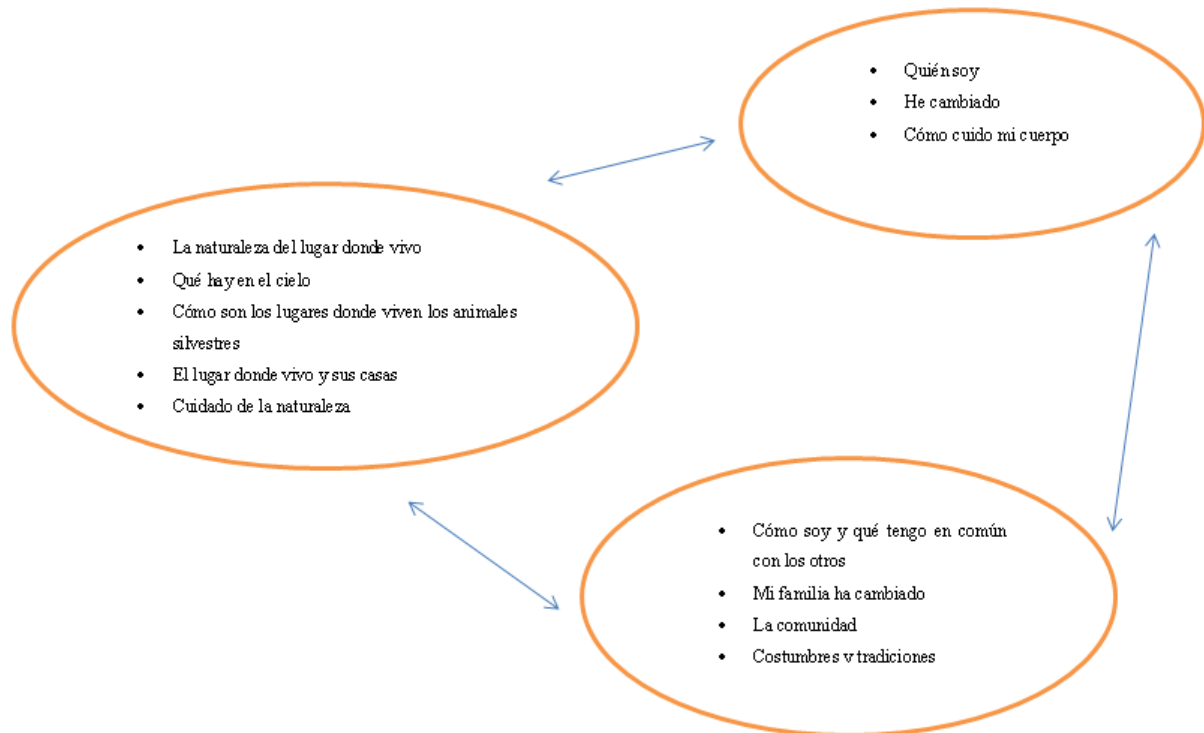 • Quién soy
• He cambiado
• Cómo cuido mi cuerpo
• La naturaleza del lugar donde vivo
• Qué hay en el cielo
• Cómo son los lugares donde viven los animales
silvestres
• El lugar donde vivo y sus casas
• Cuidado de la naturaleza
• Cómo soy y qué tengo en común
con los otros
• Mi familia ha cambiado
• La comunidad
• Costumbres y tradiciones